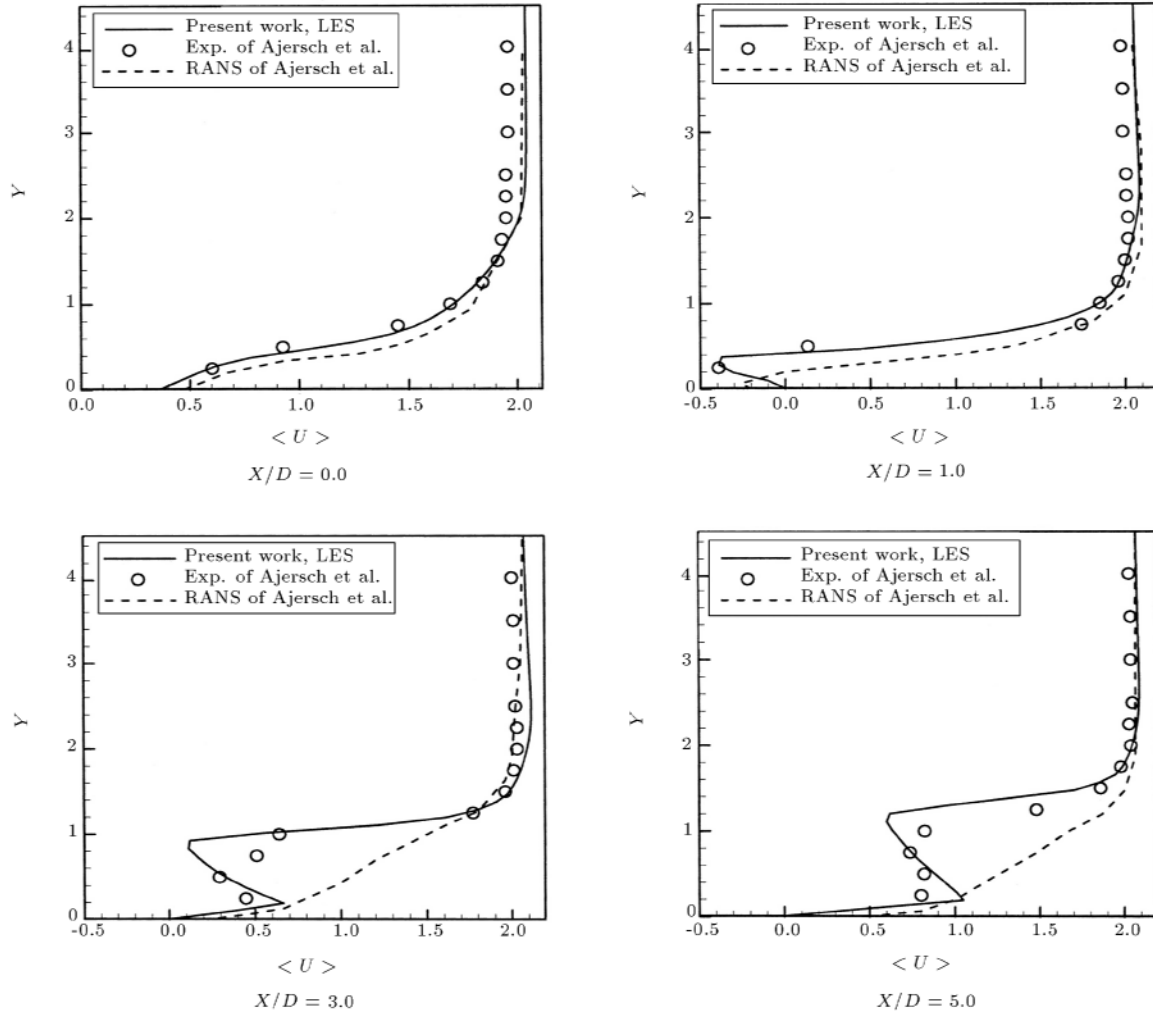 Present work, LES
Exp. of Ajersch et al.
RANS of Ajersch et al.
4
3
2
1
0
Y
0.0 0.5 1.0 1.5 2.0
< U >
X/D = 0.0
Present work, LES
Exp. of Ajersch et al.
RANS of Ajersch et al.
4
3
2
1
0
Y
-0.5 0.0 0.5 1.0 1.5 2.0
< U >
X/D = 1.0
Present work, LES
Exp. of Ajersch et al.
RANS of Ajersch et al.
4
3
2
1
0
Y
-0.5 0.0 0.5 1.0 1.5 2.0
< U >
X/D = 3.0
Present work, LES
Exp. of Ajersch et al.
RANS of Ajersch et al.
4
3
2
1
0
Y
-0.5 0.0 0.5 1.0 1.5 2.0
< U >
X/D = 5.0